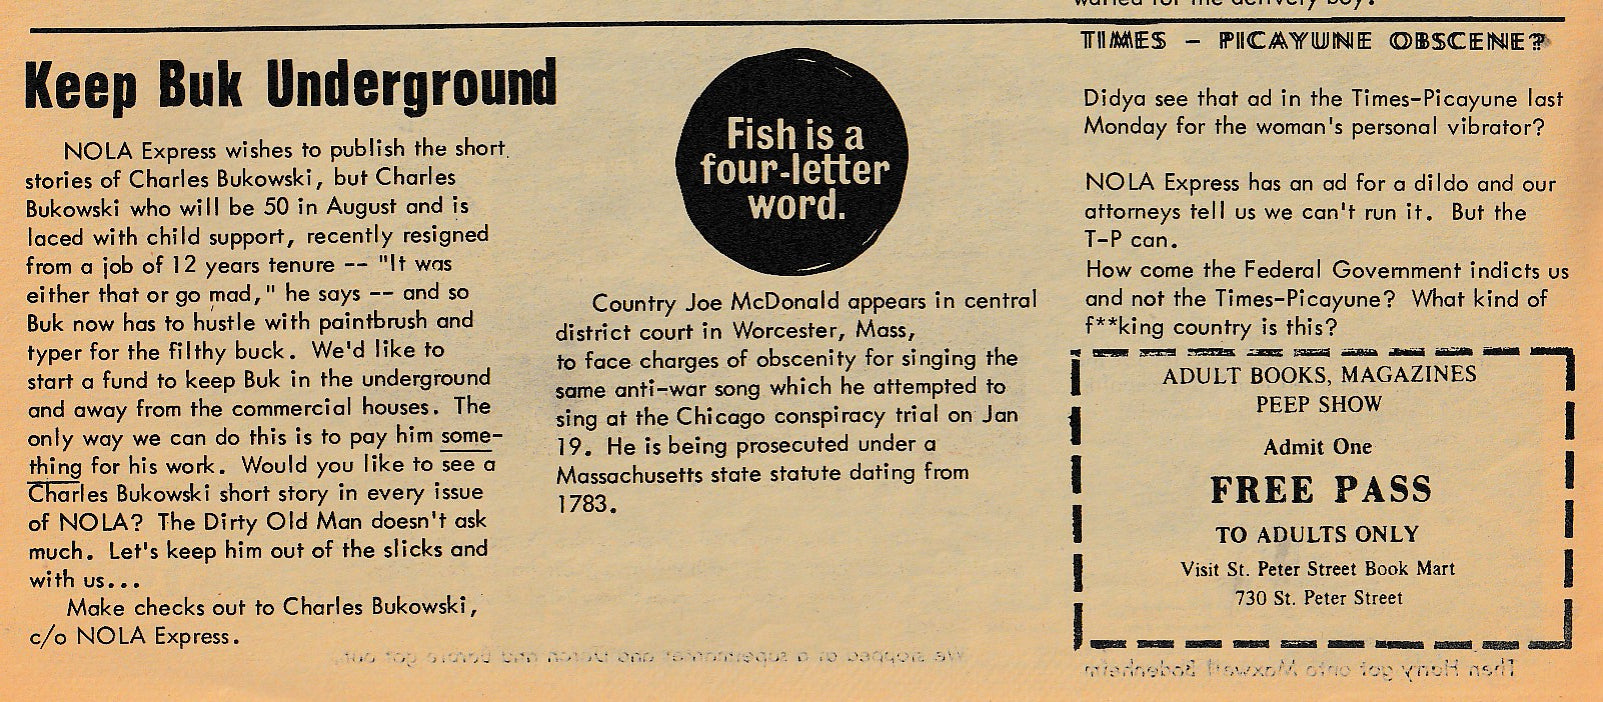 Keep Buk Underground
NOLA Express wishes to publish the short
stories of Charles Bukowski, but Charles
Bukowski who will be 50 in August and is
laced with child support, recently resigned
from a job of 12 years tenure -- "It was
either that or go mad," he says -- and so
Buk now has to hustle with paintbrush and
typer for the filthy buck. We'd like to
start a fund to keep Buk in the underground
and away from the commercial houses. The
only way we can do this is to pay him some-
thing for his work. Would you like to see a
Charles Bukowski short story in every issue
of NOLA? The Dirty Old Man doesn't ask
much. Let's keep him out of the slicks and
with us...
Make checks out to Charles Bukowski,
c/o NOLA Express.
Fish is a
four-letter
word.
Country Joe McDonald appears in central
district court in Worcester, Mass,
to face charges of obscenity for singing the
same anti-war song which he attempted to
sing at the Chicago conspiracy trial on Jan
19. He is being prosecuted under a
Massachusetts state statute dating from
1783.
TIMES - PICAYUNE OBSCENE?
Didya see that ad in the Times-Picayune last
Monday for the woman's personal vibrator?
NOLA Express has an ad for a dildo and our
attorneys tell us we can't run it. But the
T-P can.
How come the Federal Government indicts us
and not the Times-Picayune? What kind of
f**king country is this?
ADULT BOOKS, MAGAZINES
PEEP SHOW
Admit One
FREE PASS
TO ADULTS ONLY
Visit St. Peter Street Book Mart
730 St. Peter Street